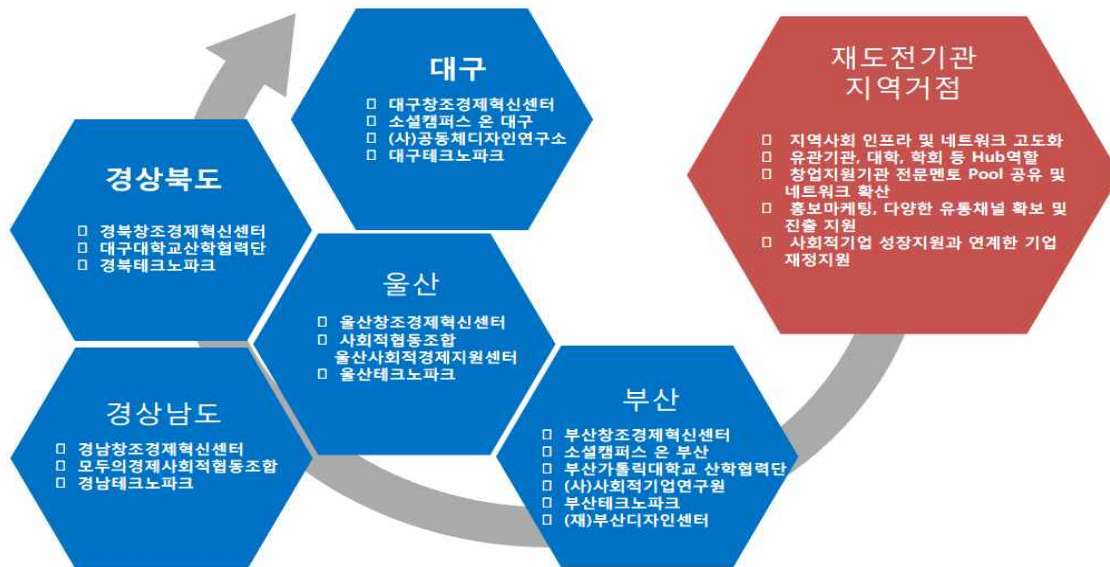 대구
□ 대구창조경제혁신센터
□ 소셜캠퍼스 온 대구
□ (사)공동체디자인연구소
□ 대구테크노파크
재도전기관
지역거점
□ 지역사회 인프라 및 네트워크 고도화
□ 유관기관, 대학, 학회 등 Hub역할
□ 창업지원기관 전문멘토 Pool 공유 및
네트워크 확산
□ 홍보마케팅, 다양한 유통채널 확보 및
진출 지원
□ 사회적기업 성장지원과 연계한 기업
재정지원
경상북도
□ 경북창조경제혁신센터
□ 대구대학교산학협력단
□ 경북테크노파크
울산
□ 울산창조경제혁신센터
□ 사회적협동조합
울산사회적경제지원센터
□ 울산테크노파크
경상남도
□ 경남창조경제혁신센터
□ 모두의경제사회적협동조합
□ 경남테크노파크
부산
□ 부산창조경제혁신센터
□ 소셜캠퍼스 온 부산
□ 부산가톨릭대학교 산학협력단
□ (사)사회적기업연구원
□ 부산테크노파크
□ (재)부산디자인센터